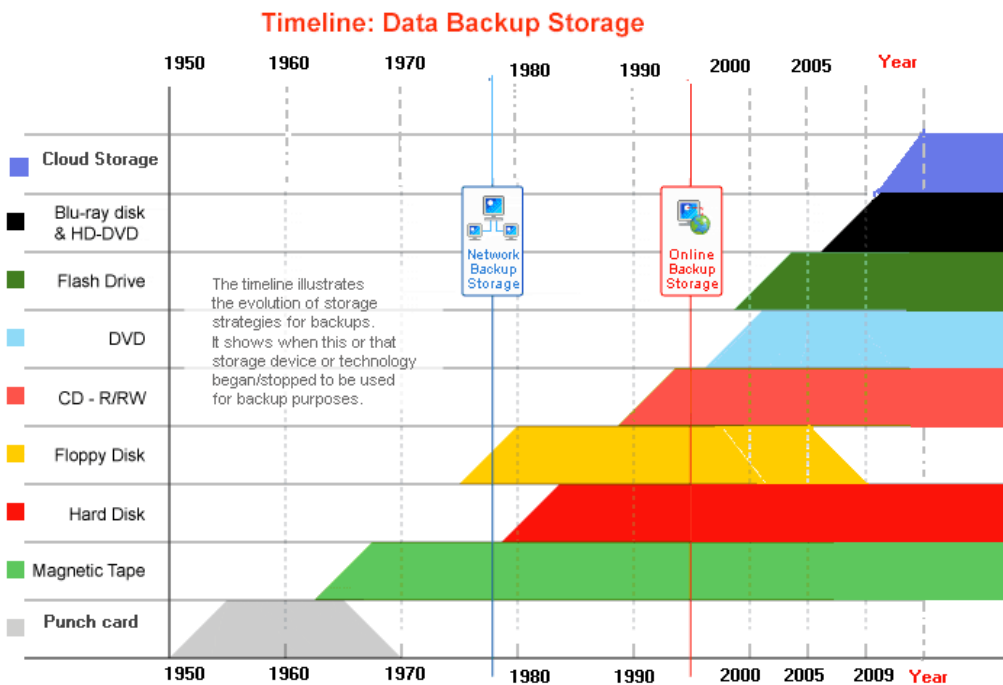 Timeline: Data Backup Storage
1950 1960 1970 1980 1990 2000 2005 Year
Cloud Storage
Blu-ray disk
& HD-DVD
Network
Backup
Storage
Online
Backup
Storage
Flash Drive
The timeline illustrates
the evolution of storage
strategies for backups.
It shows when this or that
storage device or technology
began/stopped to be used
for backup purposes.
DVD
CD - R/RW
Floppy Disk
Hard Disk
Magnetic Tape
Punch card
1950 1960 1970 1980 1990 2000 2005 2009 Year